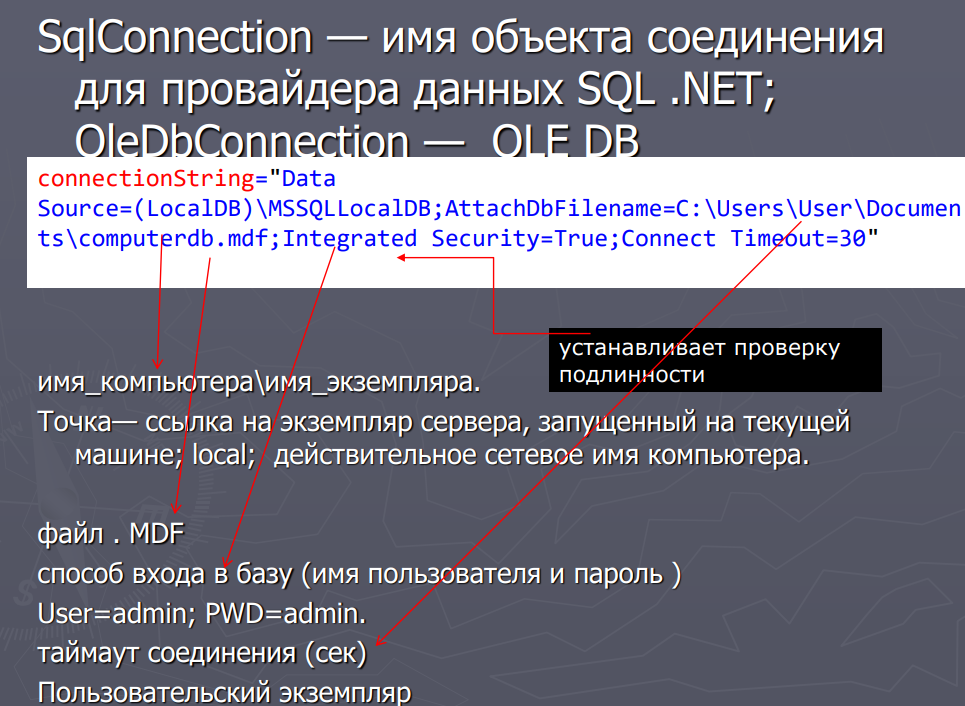 SqlConnection — имя объекта соединения
для провайдера данных SQL .NET;
OleDbConnection — OLE DB
connectionString="Data
Source=(LocalDB)\MSSQLLocalDB;AttachDbFilename=C:\Users\User\Documen
ts\computerdb.mdf;Integrated Security=True;Connect Timeout=30"
устанавливает проверку
подлинности
имя_компьютера\имя_экземпляра.
Точка— ссылка на экземпляр сервера, запущенный на текущей
машине; local; действительное сетевое имя компьютера.
файл . MDF
способ входа в базу (имя пользователя и пароль )
User=admin; PWD=admin.
таймаут соединения (сек)
Пользовательский экземпляр